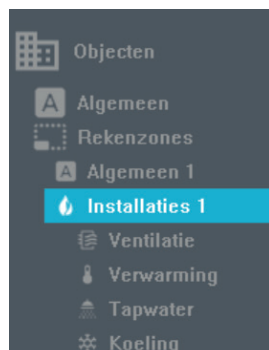 Objecten
A Algemeen
Rekenzones
A Algemeen 1
Installaties 1
Ventilatie
Verwarming
Tapwater
Koeling